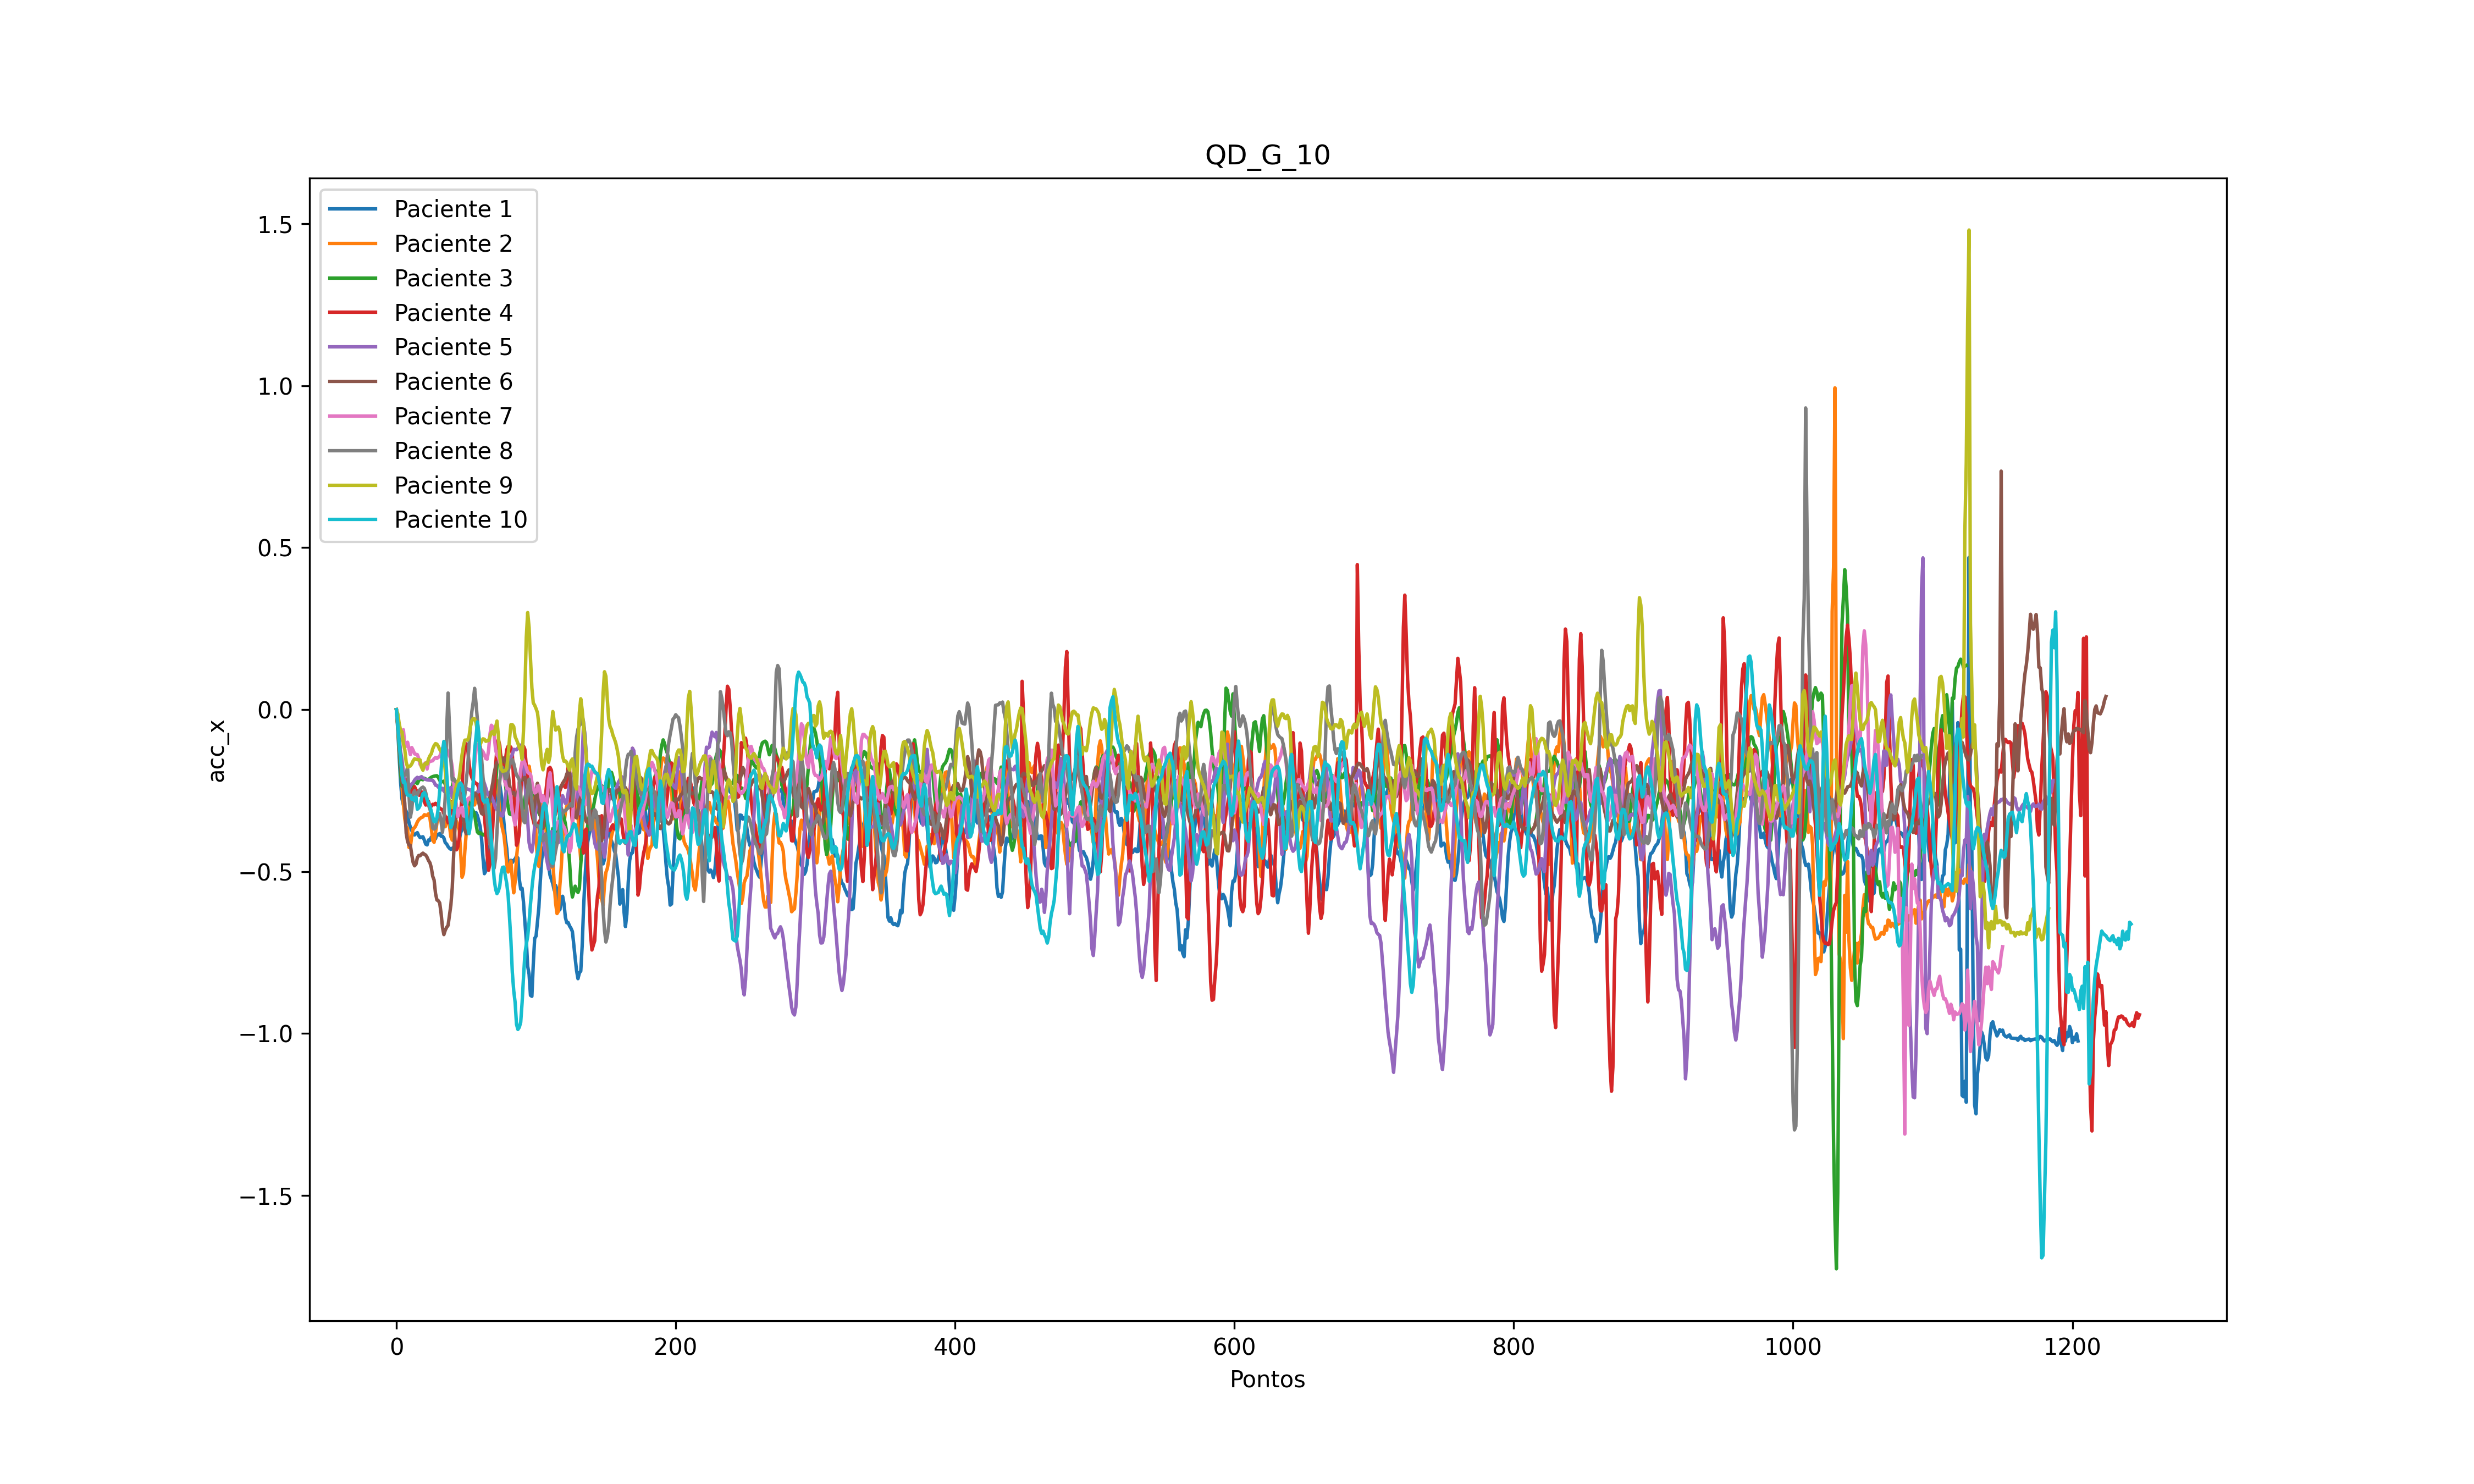 QD_G_10
Paciente 1
Paciente 2
Paciente 3
Paciente 4
Paciente 5
Paciente 6
Paciente 7
Paciente 8
Paciente 9
Paciente 10
1.5
1.0
0.5
0.0
−0.5
−1.0
−1.5
acc_x
0 200 400 600 800 1000 1200
Pontos